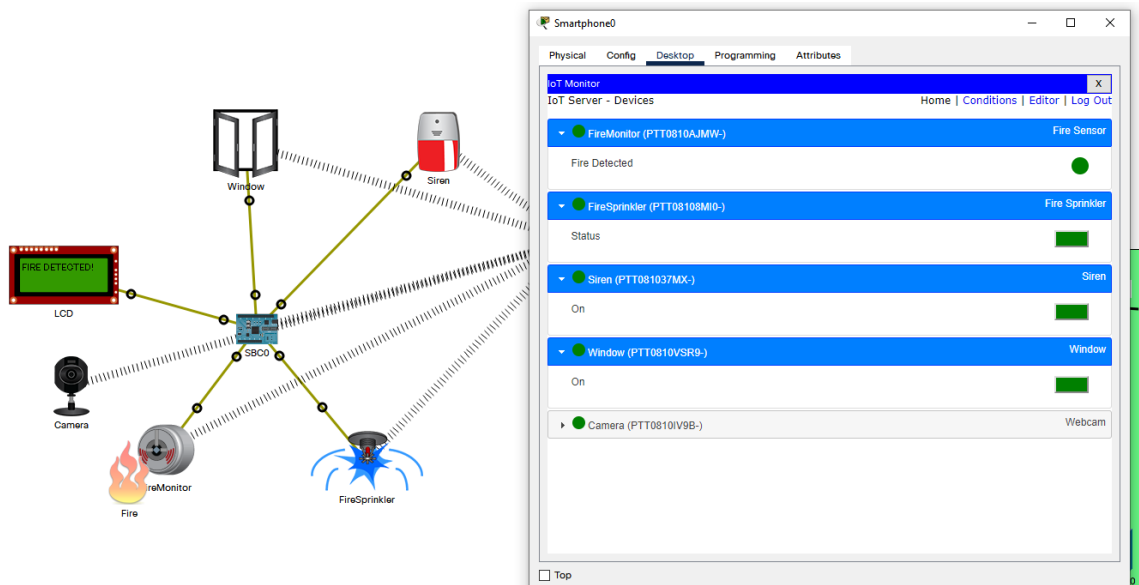 Smartphone0
Physical Config Desktop Programming Attributes
IoT Monitor X
IoT Server - Devices Home | Conditions | Editor | Log Out
FireMonitor (PTT0810AJMW-) Fire Sensor
Fire Detected
FireSprinkler (PTT08108MI0-) Fire Sprinkler
Status
Siren (PTT081037MX-) Siren
On
Window (PTT0810VSR9-) Window
On
Camera (PTT0810IV9B-) Webcam
Top
Window
Siren
FIRE DETECTED!
LCD
SBC0
Camera
reMonitor
Fire
FireSprinkler